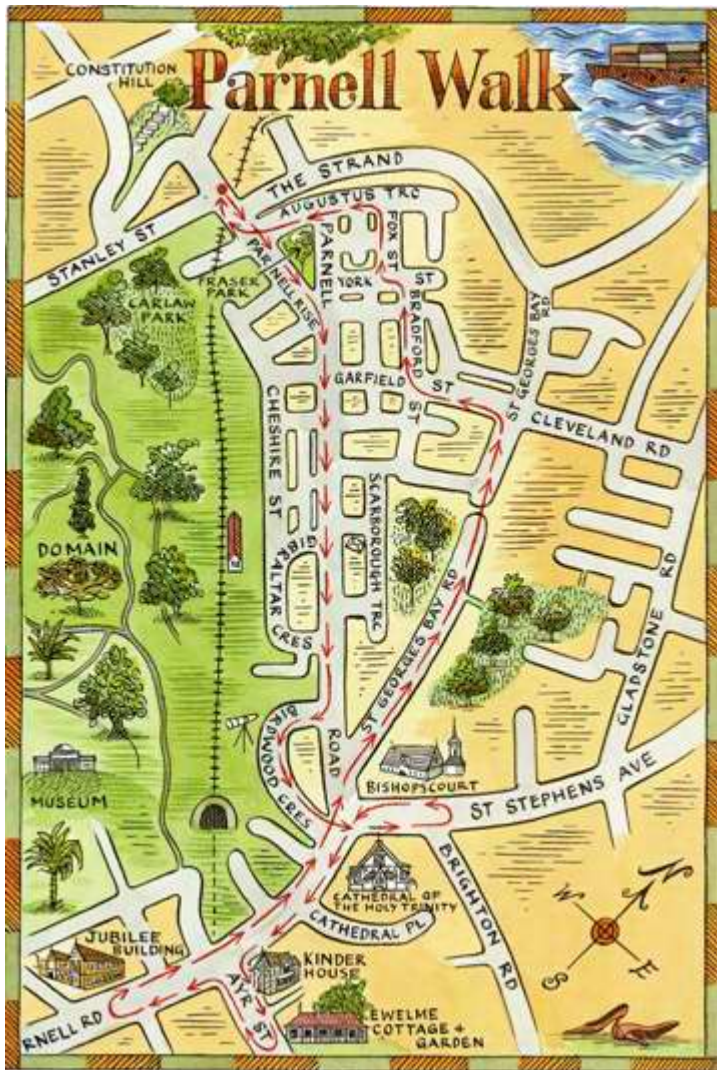 Parnell Walk
CONSTITUTION
HILL
THE STRAND
AUGUSTUS TRC
STANLEY ST
PARNELL RISE
PARNELL
FOX ST
FRASER
PARK
YORK ST
CARLAW
PARK
BRADFORD
ST GEORGES BAY
RD
GARFIELD ST
ST
CLEVELAND RD
CHESHIRE ST
SCARBOROUGH TRC
GIBRALTAR CRES
DOMAIN
ST GEORGES BAY RD
GLADSTONE RD
BIRDWOOD CRES
ROAD
BISHOPSCOURT
ST STEPHENS AVE
MUSEUM
CATHEDRAL OF
THE HOLY TRINITY
BRIGHTON RD
CATHEDRAL PL
JUBILEE
BUILDING
KINDER
HOUSE
AYR ST
RNELL RD
EWELME
COTTAGE +
GARDEN
W
N
S
E